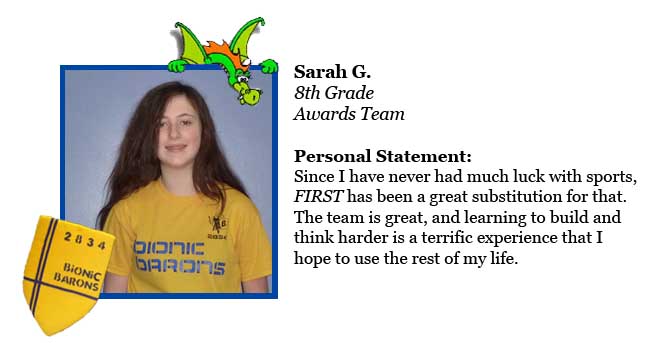 Sarah G.
8th Grade
Awards Team
Personal Statement:
Since I have never had much luck with sports,
FIRST has been a great substitution for that.
The team is great, and learning to build and
think harder is a terrific experience that I
hope to use the rest of my life.
2834
BiONiC
BARONS
B
2834
BIONIC
BARONS